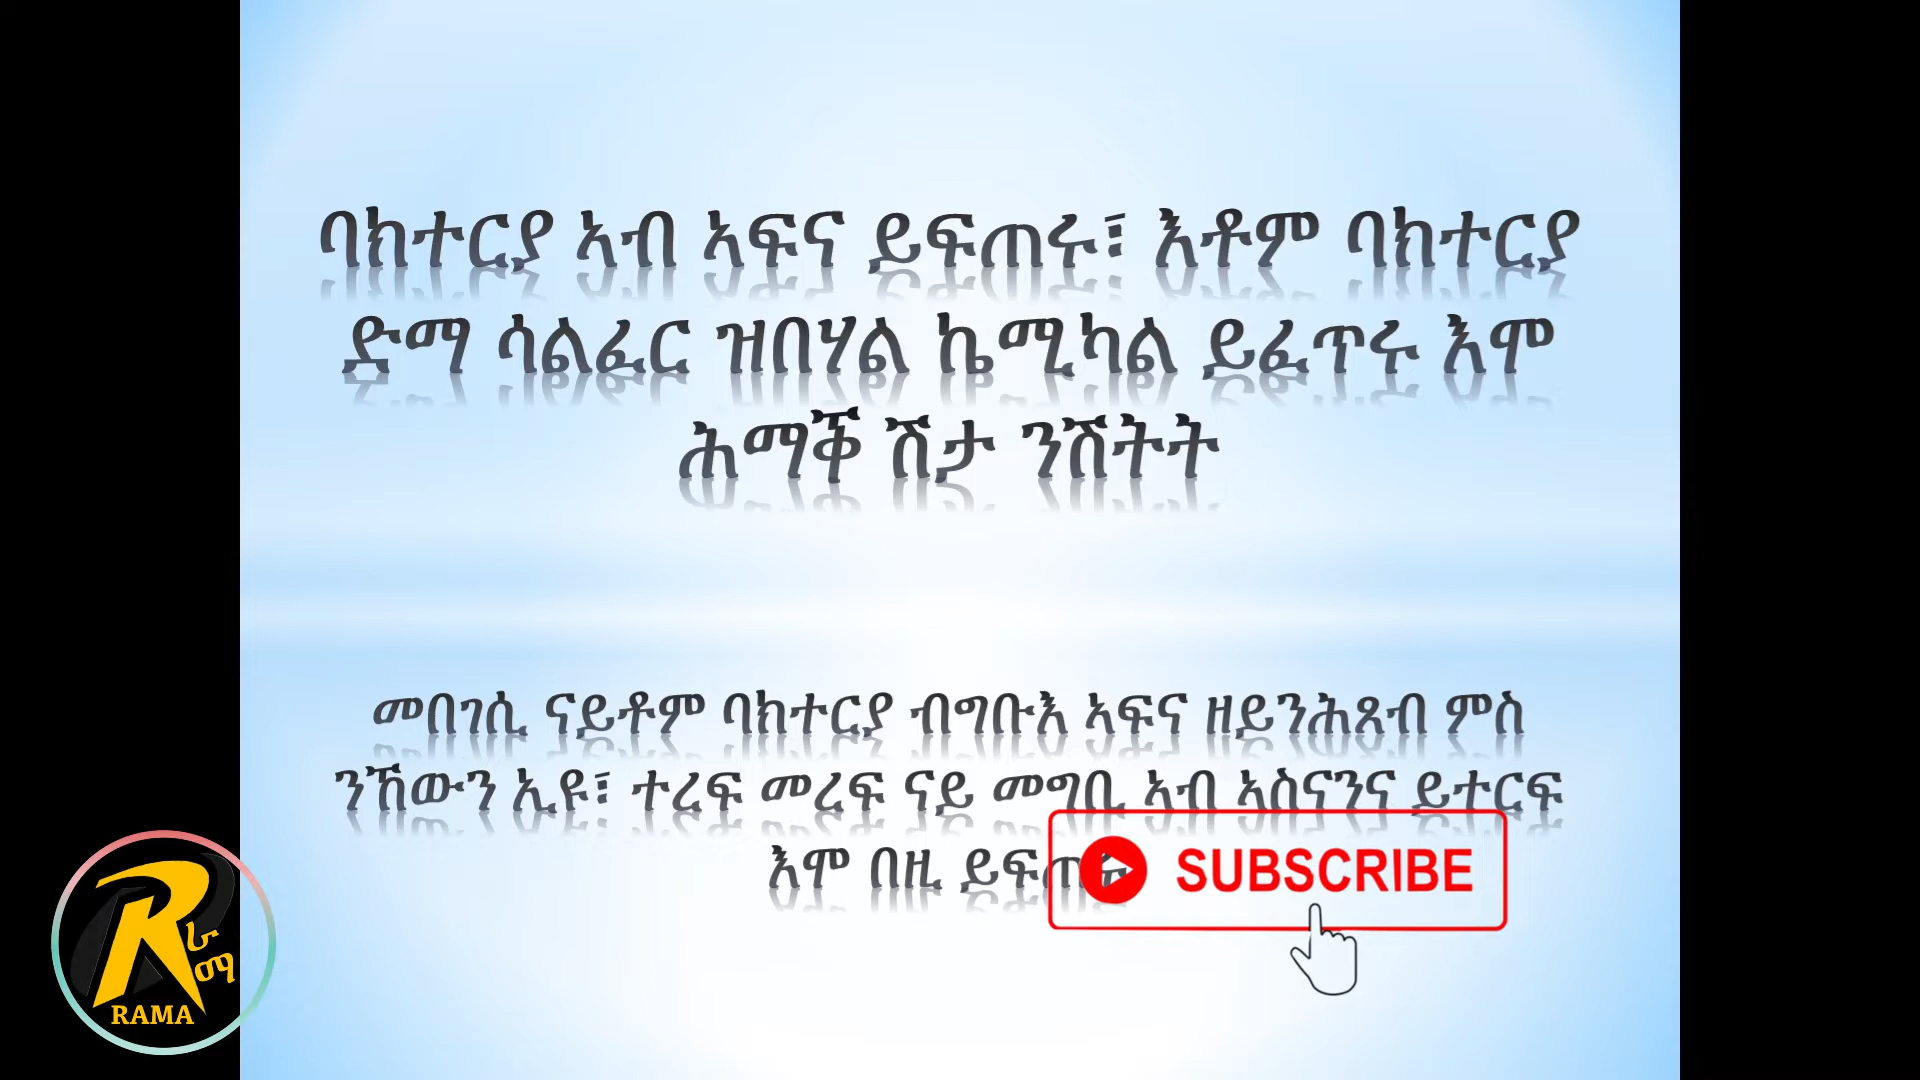 ባክተርያ ኣብ ኣፍና ይፍጠሩ፣ እቶም ባክተርያ
ድማ ሳልፈር ዝበሃል ኬሚካል ይፈጥሩ እሞ
ሕማቕ ሽታ ንሽትት
መበገሲ ናይቶም ባክተርያ ብግቡእ ኣፍና ዘይንሕጸብ ምስ
ንኸውን ኢዩ፣ ተረፍ መረፍ ናይ መግቢ ኣብ ኣስናንና ይተርፍ
እሞ በዚ
SUBSCRIBE
ራማ
RAMA